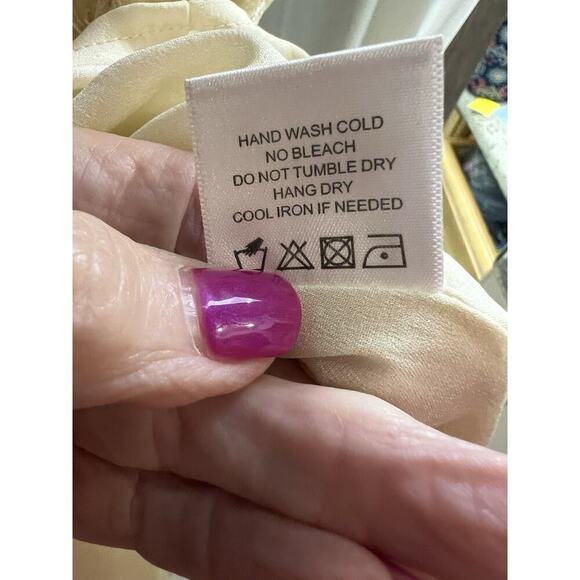 HAND WASH COLD
NO BLEACH
DO NOT TUMBLE DRY
HANG DRY
COOL IRON IF NEEDED